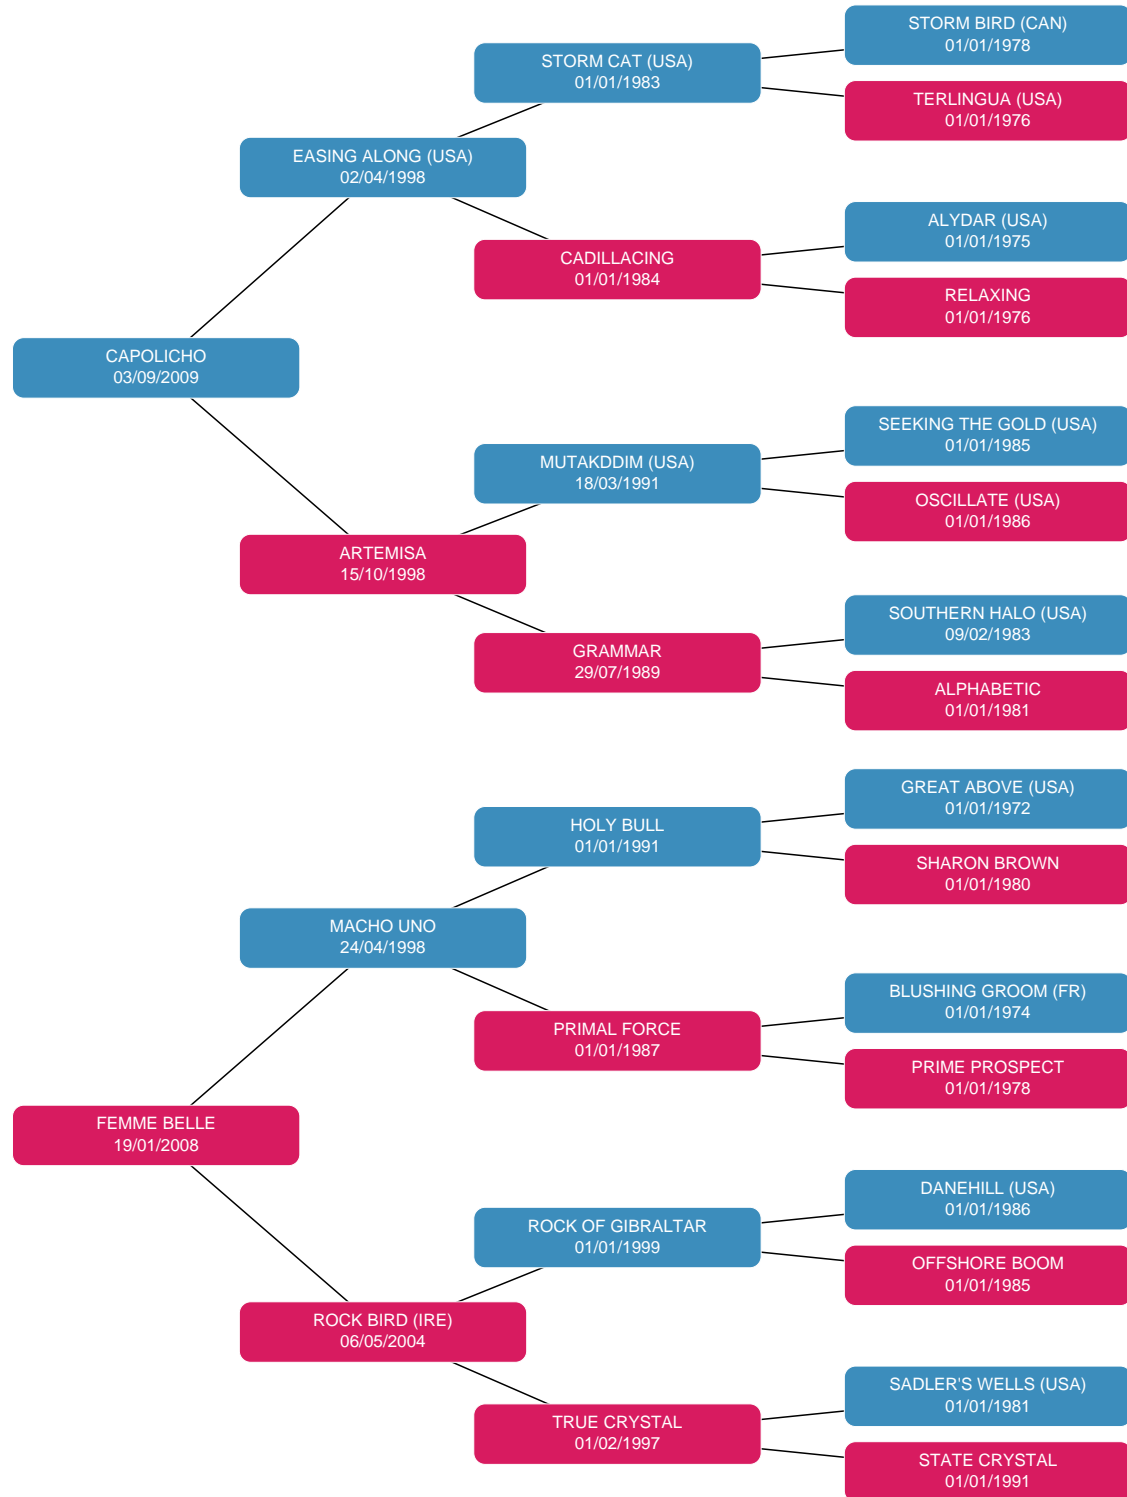 STORM BIRD (CAN)
01/01/1978
STORM CAT (USA)
01/01/1983
TERLINGUA (USA)
01/01/1976
EASING ALONG (USA)
02/04/1998
ALYDAR (USA)
01/01/1975
CADILLACING
01/01/1984
RELAXING
01/01/1976
CAPOLICHO
03/09/2009
SEEKING THE GOLD (USA)
01/01/1985
MUTAKDDIM (USA)
18/03/1991
OSCILLATE (USA)
01/01/1986
ARTEMISA
15/10/1998
SOUTHERN HALO (USA)
09/02/1983
GRAMMAR
29/07/1989
ALPHABETIC
01/01/1981
GREAT ABOVE (USA)
01/01/1972
HOLY BULL
01/01/1991
SHARON BROWN
01/01/1980
MACHO UNO
24/04/1998
BLUSHING GROOM (FR)
01/01/1974
PRIMAL FORCE
01/01/1987
PRIME PROSPECT
01/01/1978
FEMME BELLE
19/01/2008
DANEHILL (USA)
01/01/1986
ROCK OF GIBRALTAR
01/01/1999
OFFSHORE BOOM
01/01/1985
ROCK BIRD (IRE)
06/05/2004
SADLER'S WELLS (USA)
01/01/1981
TRUE CRYSTAL
01/02/1997
STATE CRYSTAL
01/01/1991